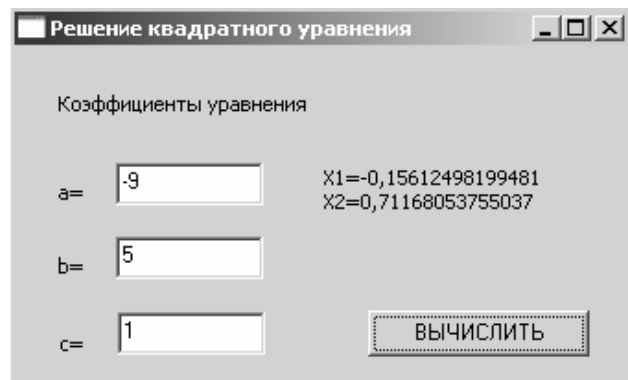 Решение квадратного уравнения
Коэффициенты уравнения
a= -9
X1=-0,15612498199481
X2=0,71168053755037
b= 5
c= 1
ВЫЧИСЛИТЬ